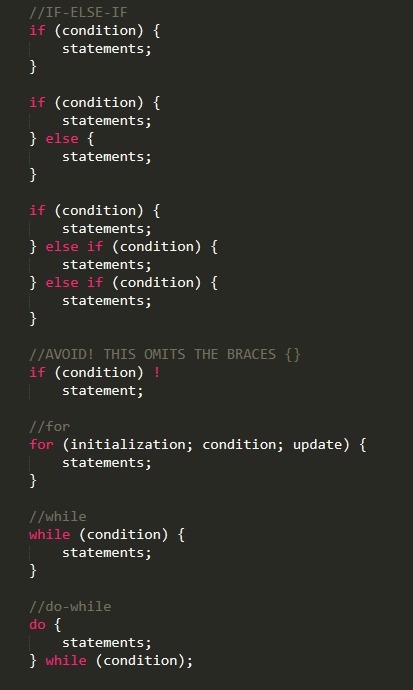 //IF-ELSE-IF
if (condition) {
    statements;
}

if (condition) {
    statements;
} else {
    statements;
}

if (condition) {
    statements;
} else if (condition) {
    statements;
} else if (condition) {
    statements;
}

//AVOID! THIS OMITS THE BRACES {}
if (condition) !
    statement;

//for
for (initialization; condition; update) {
    statements;
}

//while
while (condition) {
    statements;
}

//do-while
do {
    statements;
} while (condition);